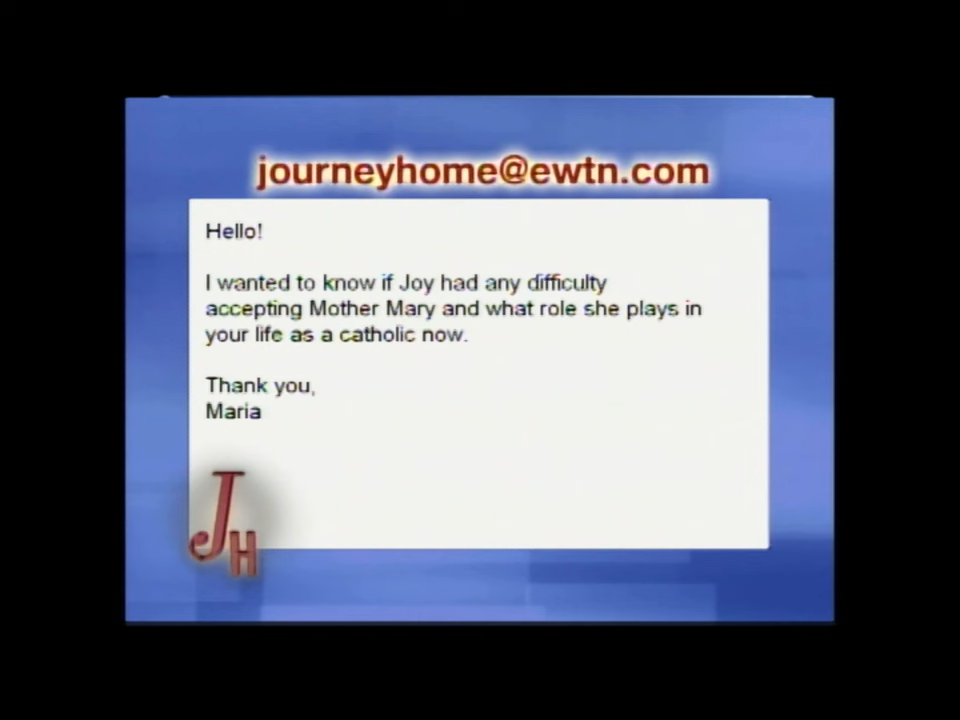 journeyhome@ewtn.com
Hello!
I wanted to know if Joy had any difficulty
accepting Mother Mary and what role she plays in
your life as a catholic now.
Thank you,
Maria
JH